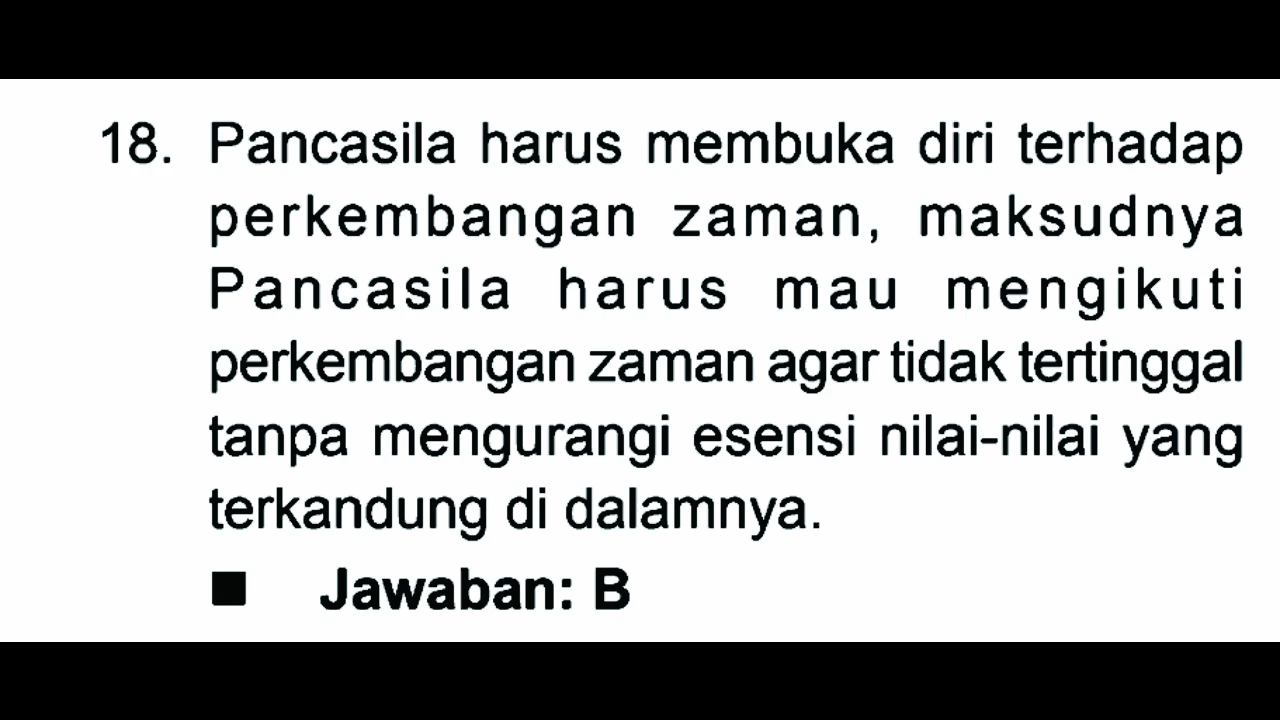 18. Pancasila harus membuka diri terhadap
perkembangan zaman, maksudnya
Pancasila harus mau mengikuti
perkembangan zaman agar tidak tertinggal
tanpa mengurangi esensi nilai-nilai yang
terkandung di dalamnya.
■ Jawaban: B